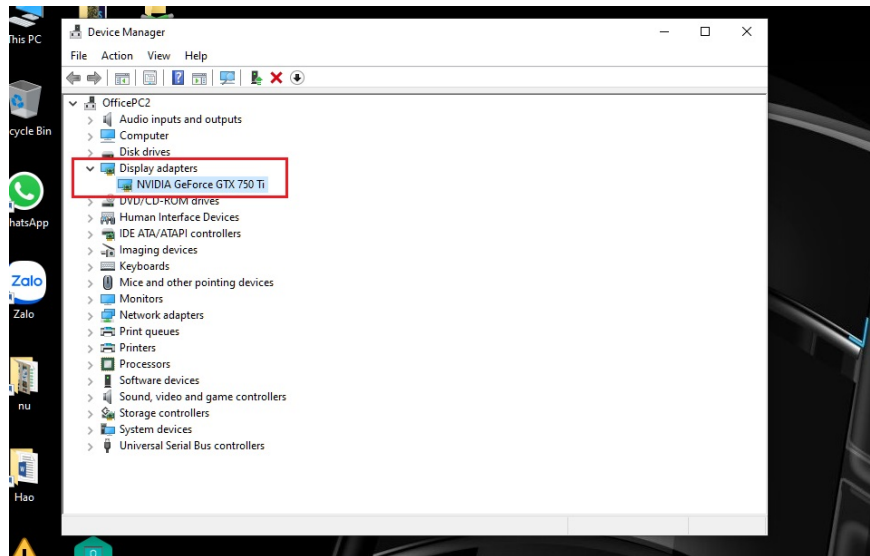 This PC
Device Manager
File Action View Help
OfficePC2
Audio inputs and outputs
Computer
Disk drives
Display adapters
NVIDIA GeForce GTX 750 Ti
DVD/CD-ROM drives
Human Interface Devices
IDE ATA/ATAPI controllers
Imaging devices
Keyboards
Mice and other pointing devices
Monitors
Network adapters
Print queues
Printers
Processors
Software devices
Sound, video and game controllers
Storage controllers
System devices
Universal Serial Bus controllers
cycle Bin
hatsApp
Zalo
Zalo
nu
Hao